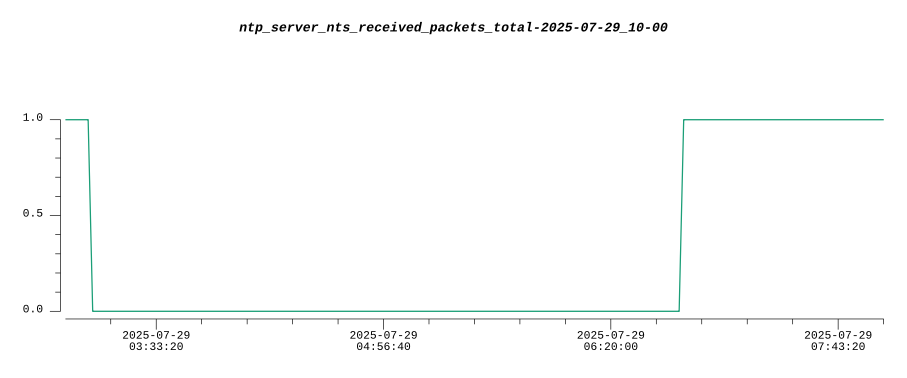 ntp_server_nts_received_packets_total-2025-07-29_10-00
1.0
0.5
0.0
2025-07-29 2025-07-29 2025-07-29 2025-07-29
03:33:20 04:56:40 06:20:00 07:43:20